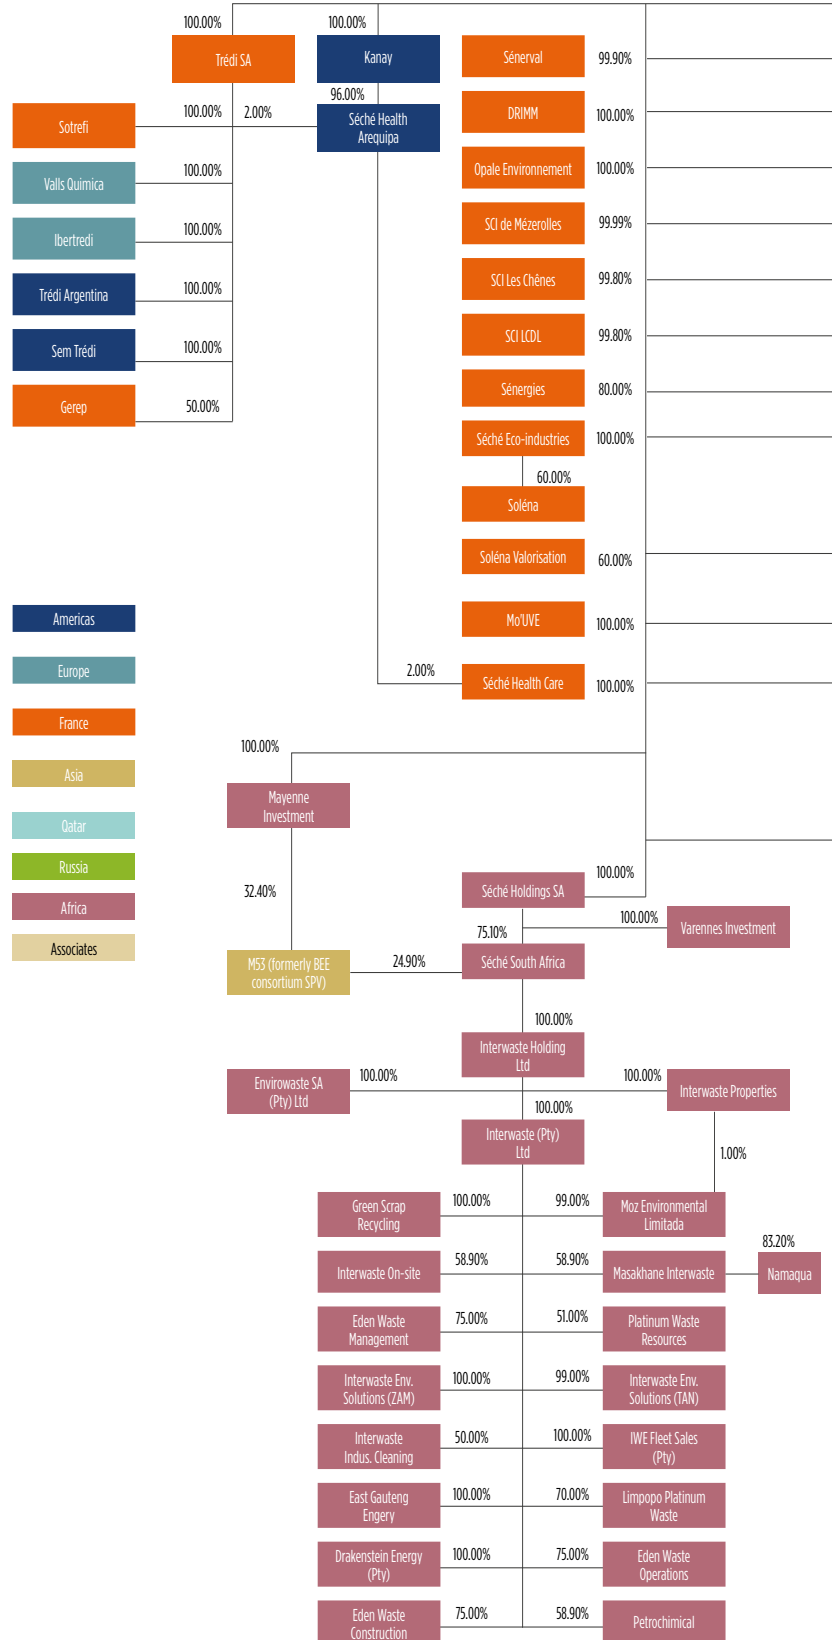 100.00%
100.00%
Trédi SA
Kanay
Sénerval
99.90%
96.00%
Sotrefi
100.00%
2.00%
Séché Health
Arequipa
DRIMM
100.00%
Valls Quimica
100.00%
Opale Environnement
100.00%
Ibertredi
100.00%
SCI de Mézerolles
99.99%
Trédi Argentina
100.00%
SCI Les Chênes
99.80%
Sem Trédi
100.00%
SCI LCDL
99.80%
Gerep
50.00%
Sénergies
80.00%
Séché Eco-industries
100.00%
60.00%
Soléna
Soléna Valorisation
60.00%
Americas
Mo'UVE
100.00%
Europe
2.00%
Séché Health Care
100.00%
France
100.00%
Asia
Mayenne
Investment
Qatar
Russia
32.40%
Séché Holdings SA
100.00%
Africa
75.10%
100.00%
Varennes Investment
Associates
M53 (formerly BEE
consortium SPV)
24.90%
Séché South Africa
100.00%
Interwaste Holding
Ltd
Envirowaste SA
(Pty) Ltd
100.00%
100.00%
Interwaste Properties
100.00%
Interwaste (Pty)
Ltd
1.00%
Green Scrap
Recycling
100.00%
99.00%
Moz Environmental
Limitada
83.20%
Interwaste On-site
58.90%
58.90%
Masakhane Interwaste
Namaqua
Eden Waste
Management
75.00%
51.00%
Platinum Waste
Resources
Interwaste Env.
Solutions (ZAM)
100.00%
99.00%
Interwaste Env.
Solutions (TAN)
Interwaste
Indus. Cleaning
50.00%
100.00%
IWE Fleet Sales
(Pty)
East Gauteng
Engery
100.00%
70.00%
Limpopo Platinum
Waste
Drakenstein Energy
(Pty)
100.00%
75.00%
Eden Waste
Operations
Eden Waste
Construction
75.00%
58.90%
Petrochimical